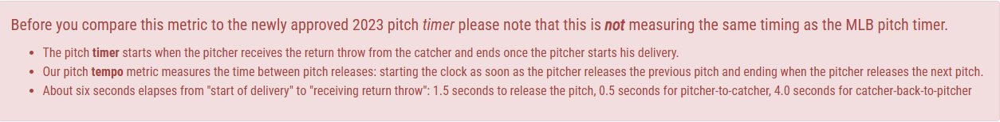 Before you compare this metric to the newly approved 2023 pitch timer please note that this is not measuring the same timing as the MLB pitch timer.
• The pitch timer starts when the pitcher receives the return throw from the catcher and ends once the pitcher starts his delivery.
• Our pitch tempo metric measures the time between pitch releases: starting the clock as soon as the pitcher releases the previous pitch and ending when the pitcher releases the next pitch.
• About six seconds elapses from "start of delivery" to "receiving return throw": 1.5 seconds to release the pitch, 0.5 seconds for pitcher-to-catcher, 4.0 seconds for catcher-back-to-pitcher